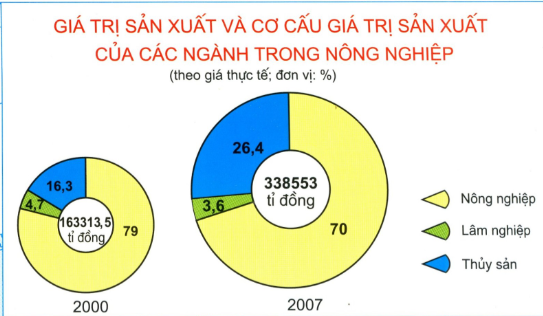 GIÁ TRỊ SẢN XUẤT VÀ CƠ CẤU GIÁ TRỊ SẢN XUẤT
CỦA CÁC NGÀNH TRONG NÔNG NGHIỆP
(theo giá thực tế; đơn vị: %)
16,3
4,7
163313,5
tỉ đồng
79
2000
26,4
3,6
338553
tỉ đồng
70
2007
Nông nghiệp
Lâm nghiệp
Thủy sản